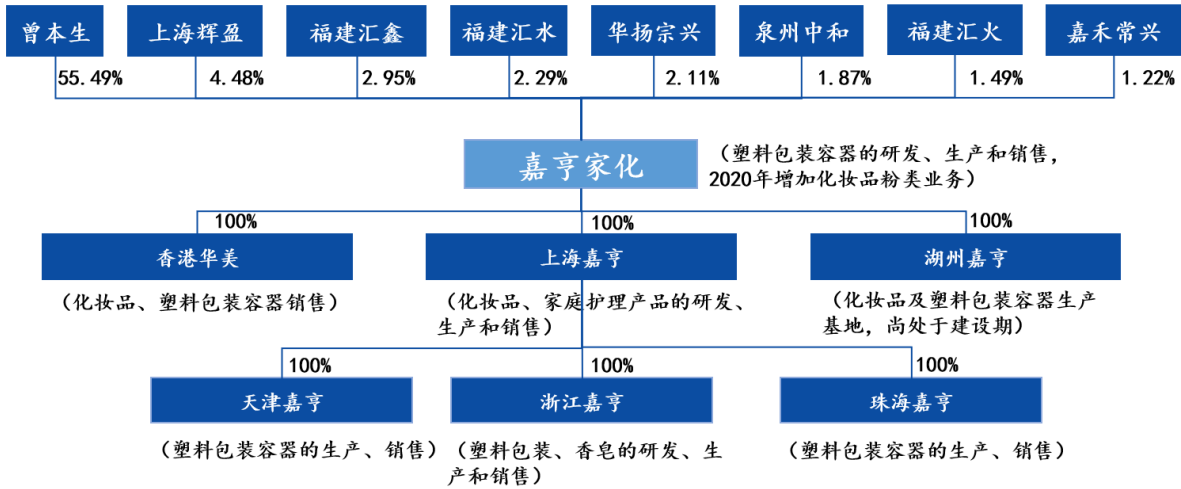 曾本生 上海辉盈 福建汇鑫 福建汇水 华扬宗兴 泉州中和 福建汇火 嘉禾常兴
55.49% 4.48% 2.95% 2.29% 2.11% 1.87% 1.49% 1.22%
嘉亨家化
（塑料包装容器的研发、生产和销售，
2020年增加化妆品粉类业务）
100% 100% 100%
香港华美 上海嘉亨 湖州嘉亨
（化妆品、塑料包装容器销售）
（化妆品、家庭护理产品的研发、
生产和销售）
（化妆品及塑料包装容器生产
基地，尚处于建设期）
100% 100% 100%
天津嘉亨 浙江嘉亨 珠海嘉亨
（塑料包装容器的生产、销售）
（塑料包装、香皂的研发、生
产和销售）
（塑料包装容器的生产、销售）